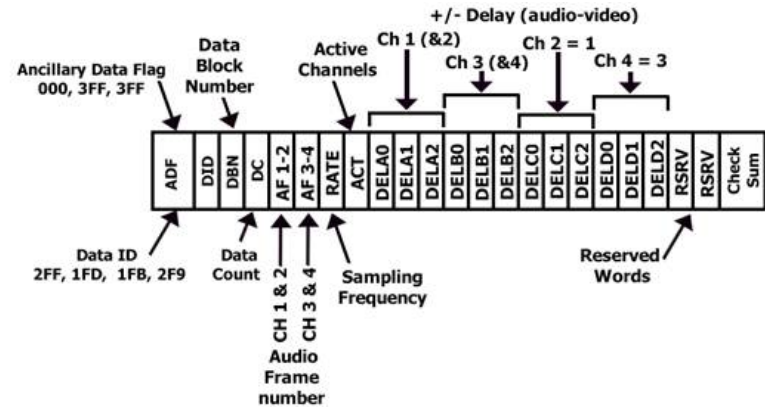 +/- Delay (audio-video)
Data
Block
Number
Active
Channels
Ch 1 (&2)
Ch 3 (&4)
Ch 2 = 1
Ch 4 = 3
Ancillary Data Flag
000, 3FF, 3FF
ADF
DID
DBN
DC
AF 1-2
AF 3-4
RATE
ACT
DELA0
DELA1
DELA2
DELB0
DELB1
DELB2
DELC0
DELC1
DELC2
DELD0
DELD1
DELD2
RSRV
RSRV
Check
Sum
Data ID
2FF, 1FD, 1FB, 2F9
Data
Count
CH 1 & 2
CH 3 & 4
Audio
Frame
number
Sampling
Frequency
Reserved
Words